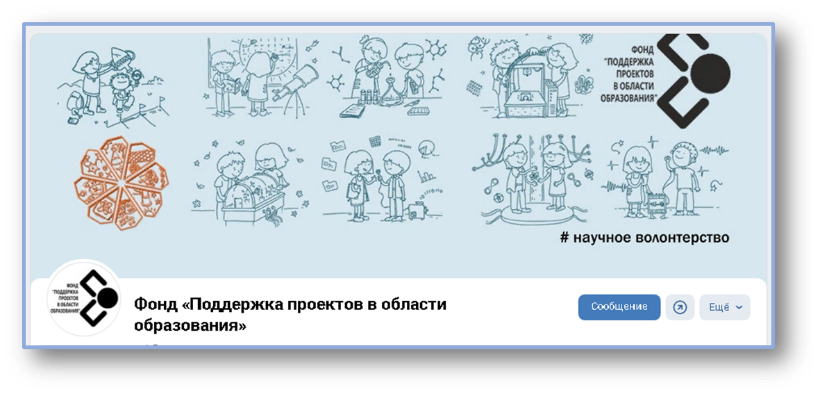 ФОНД
"ПОДДЕРЖКА
ПРОЕКТОВ
В ОБЛАСТИ
ОБРАЗОВАНИЯ"
# научное волонтерство
ФОНД
"ПОДДЕРЖКА
ПРОЕКТОВ
В ОБЛАСТИ
ОБРАЗОВАНИЯ"
Фонд «Поддержка проектов в области
образования»
Сообщение
Ещё